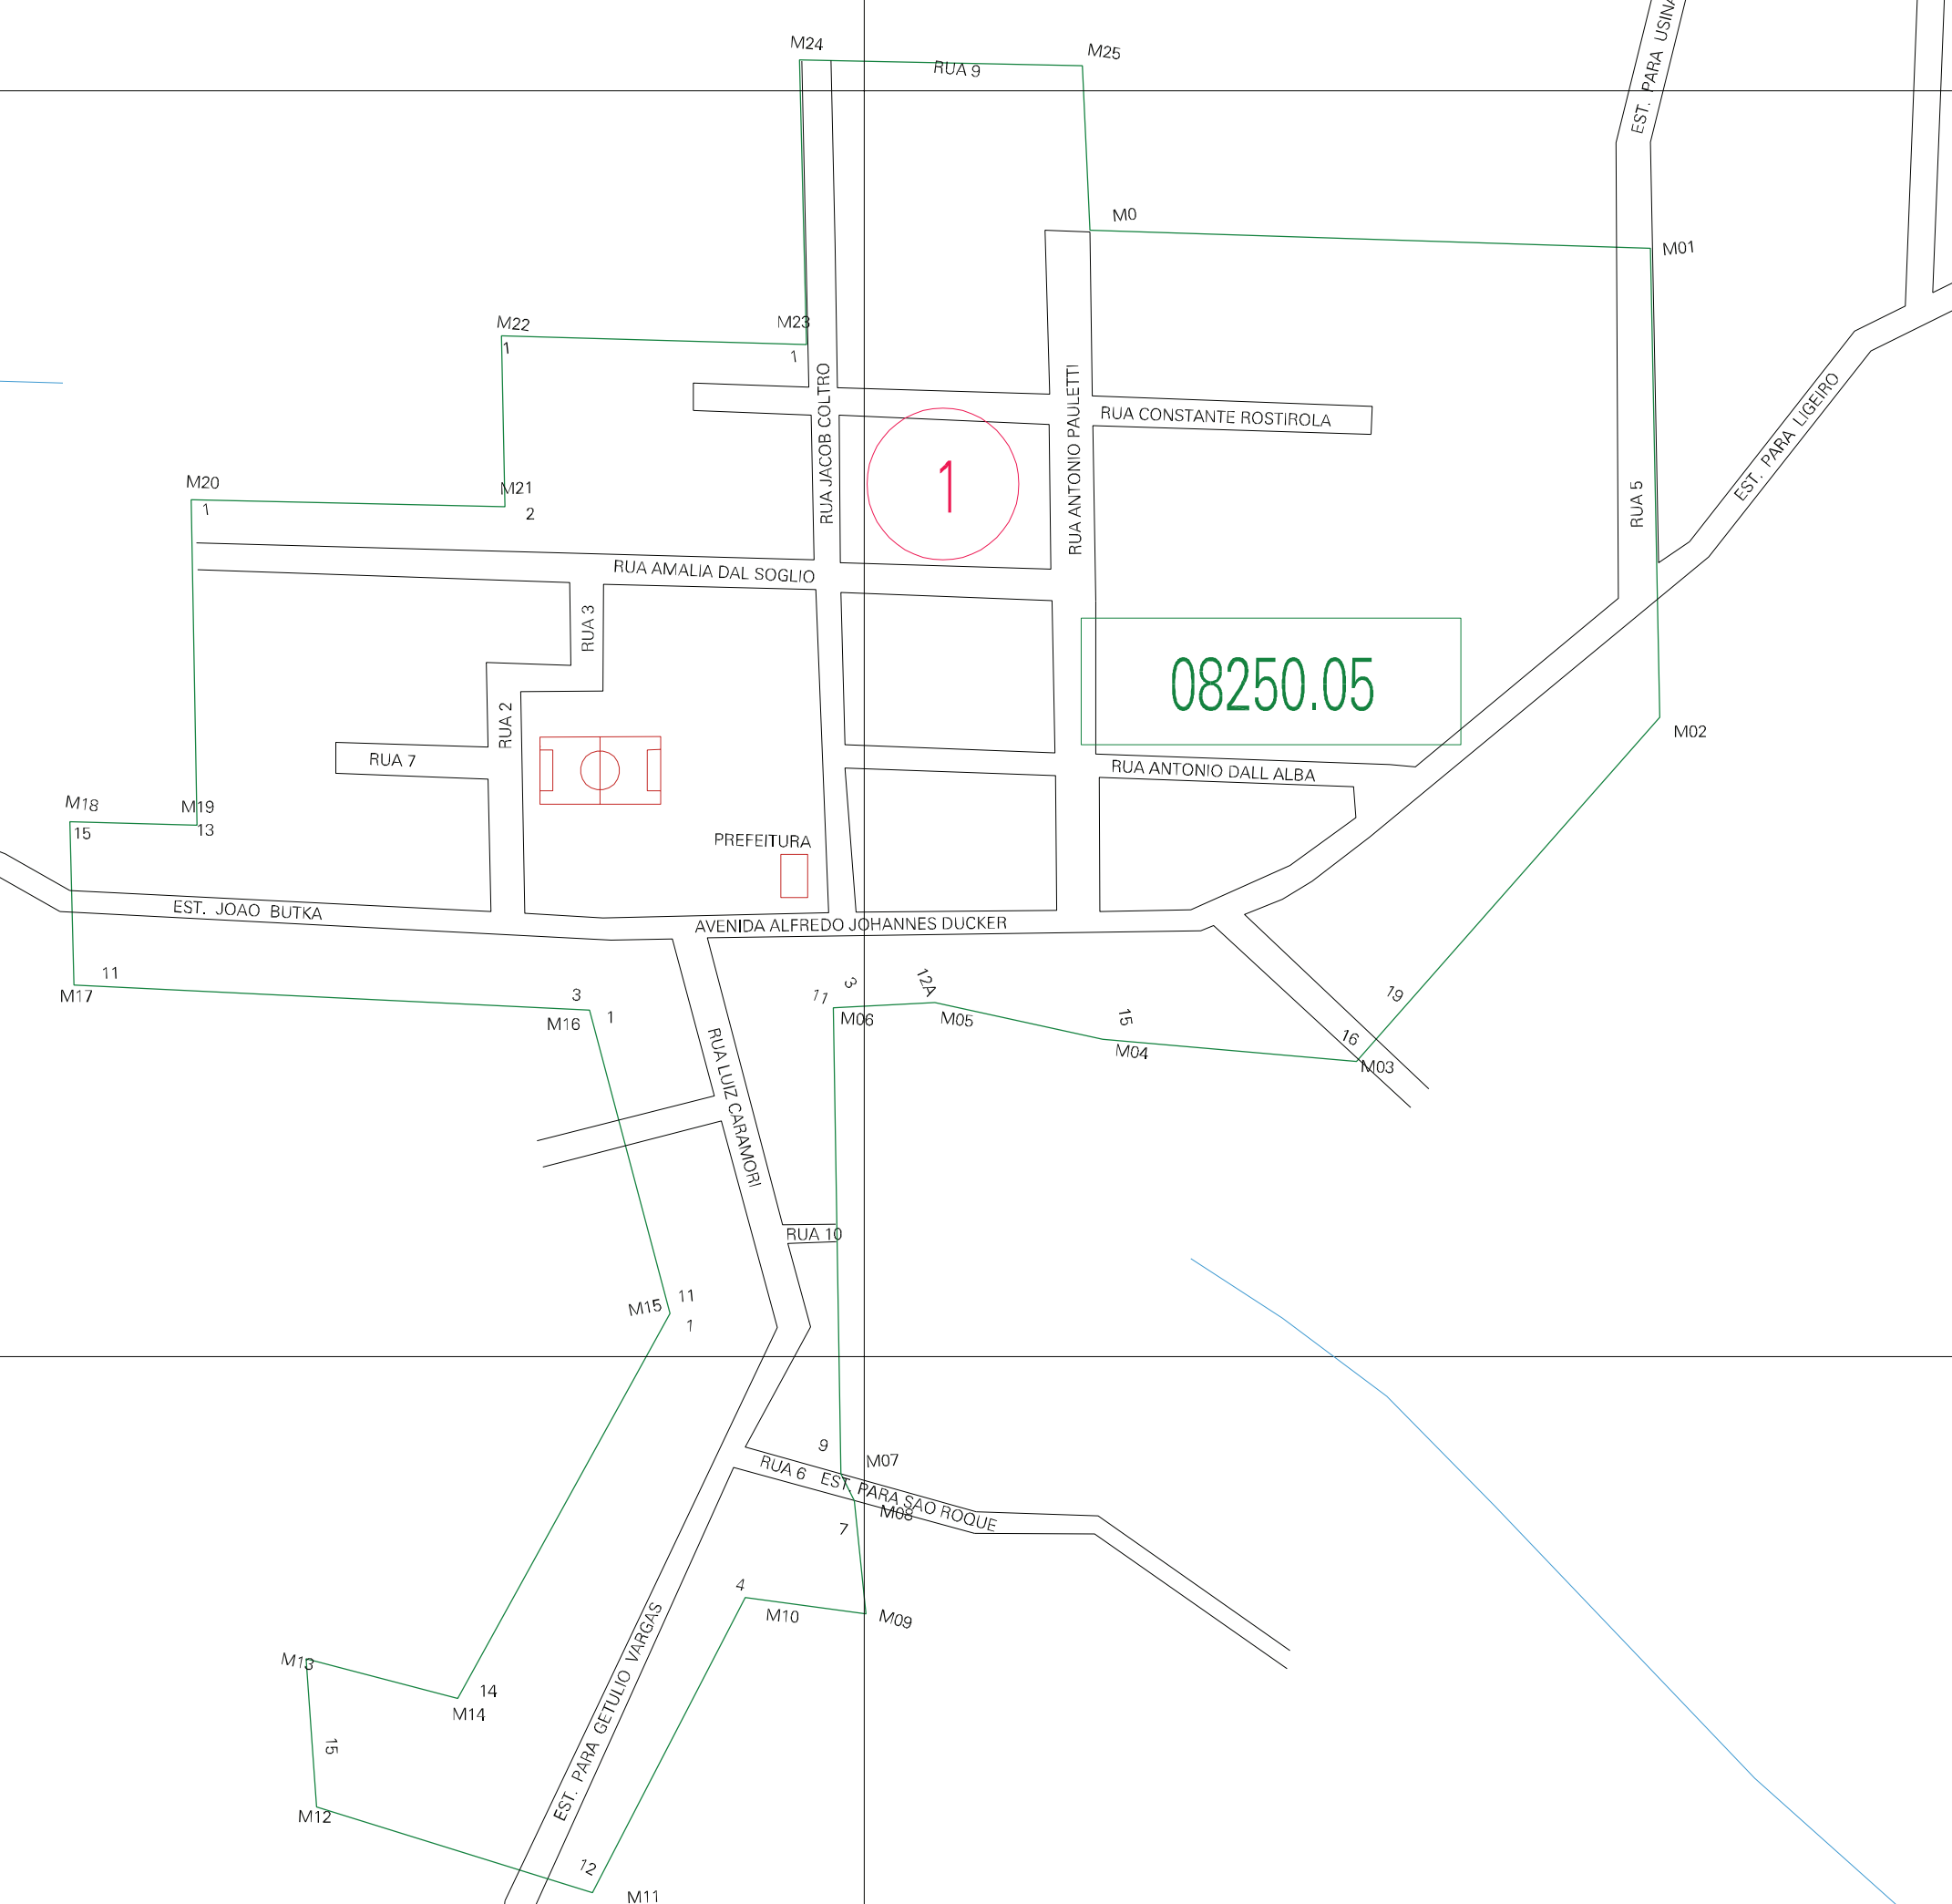 EST. PARA USINA
M24
M25
RUA 9
M0
M01
M22
1
M23
1
RUA JACOB COLTRO
RUA ANTONIO PAULETTI
RUA CONSTANTE ROSTIROLA
EST. PARA LIGEIRO
1
RUA 5
M20
1
M21
2
RUA AMALIA DAL SOGLIO
RUA 3
08250.05
RUA 2
M02
RUA 7
RUA ANTONIO DALL ALBA
M18
15
M19
13
PREFEITURA
EST. JOAO BUTKA
AVENIDA ALFREDO JOHANNES DUCKER
11
M17
3
M16
1
11
3
M06
12A
M05
15
M04
19
16
M03
RUA LUIZ CARAMORI
RUA 10
M15
11
1
9
M07
RUA 6
EST. PARA SAO ROQUE
M08
7
4
M10
M09
EST. PARA GETULIO VARGAS
M13
14
M14
15
M12
12
M11